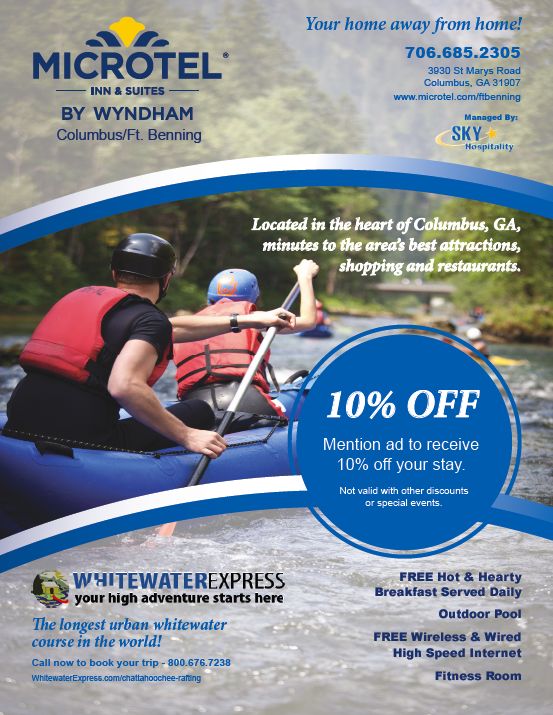 Your home away from home!
MICROTEL®
INN & SUITES
BY WYNDHAM
Columbus/Ft. Benning
706.685.2305
3930 St Marys Road
Columbus, GA 31907
www.microtel.com/ftbenning
Managed By:
SKY
Hospitality
Located in the heart of Columbus, GA,
minutes to the area's best attractions,
shopping and restaurants.
10% OFF
Mention ad to receive
10% off your stay.
Not valid with other discounts
or special events.
WHITEWATEREXPRESS
your high adventure starts here
The longest urban whitewater
course in the world!
Call now to book your trip - 800.676.7238
WhitewaterExpress.com/chattahoochee-rafting
FREE Hot & Hearty
Breakfast Served Daily
Outdoor Pool
FREE Wireless & Wired
High Speed Internet
Fitness Room